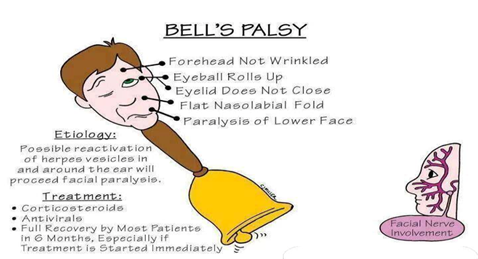 BELL'S PALSY
Forehead Not Wrinkled
Eyeball Rolls Up
Eyelid Does Not Close
Flat Nasolabial Fold
Paralysis of Lower Face
Etiology:
Possible reactivation
of herpes vesicles in
and around the ear will
proceed facial paralysis.
Treatment:
• Corticosteroids
• Antivirals
• Full Recovery by Most Patients
in 6 Months, Especially if
Treatment is Started Immediately
Facial Nerve
Involvement